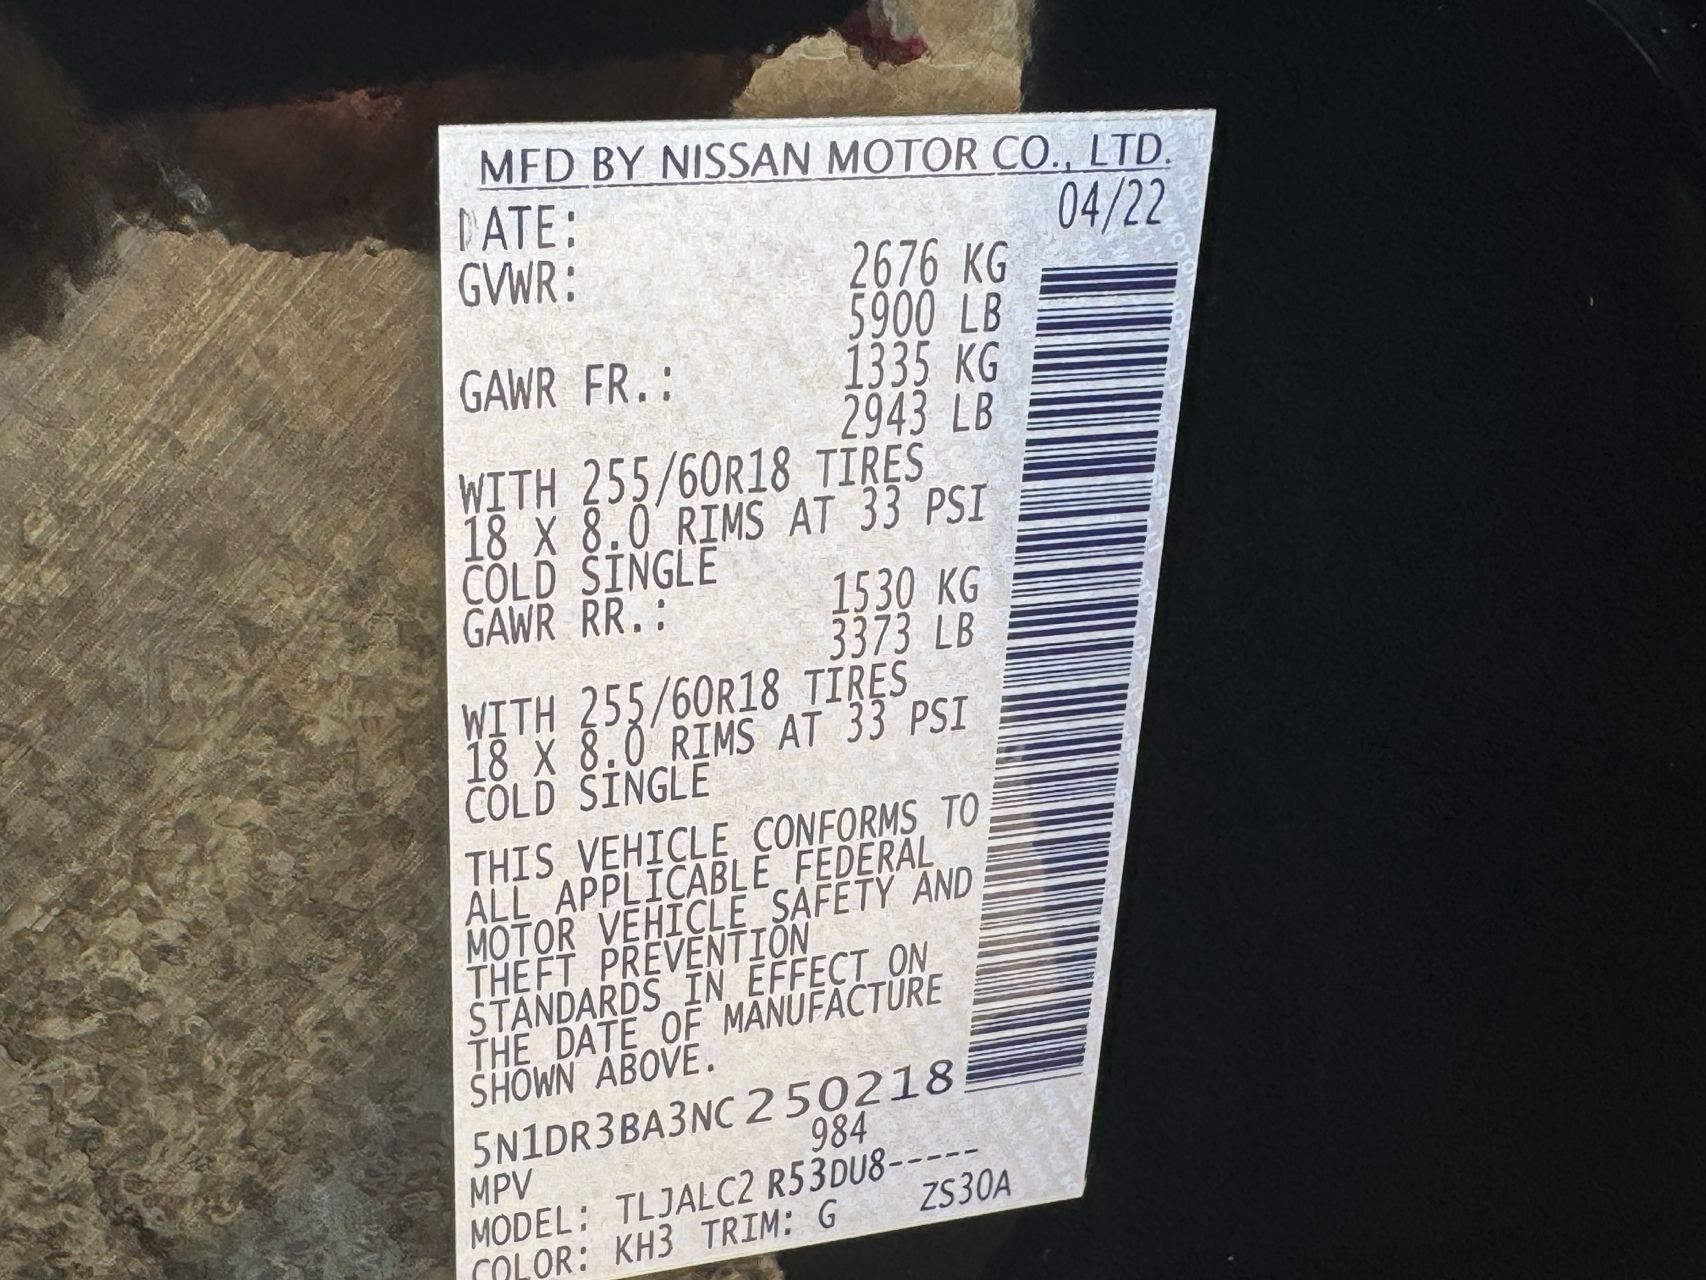 MFD BY NISSAN MOTOR CO., LTD.
DATE: 04/22
GVWR: 2676 KG
5900 LB
GAWR FR.: 1335 KG
2943 LB
WITH 255/60R18 TIRES
18 X 8.0 RIMS AT 33 PSI
COLD SINGLE
GAWR RR.: 1530 KG
3373 LB
WITH 255/60R18 TIRES
18 X 8.0 RIMS AT 33 PSI
COLD SINGLE
THIS VEHICLE CONFORMS TO
ALL APPLICABLE FEDERAL
MOTOR VEHICLE SAFETY AND
THEFT PREVENTION
STANDARDS IN EFFECT ON
THE DATE OF MANUFACTURE
SHOWN ABOVE.
5N1DR3BA3NC250218
MPV 984
MODEL: TLJALC2 R53DU8-----
COLOR: KH3 TRIM: G ZS30A